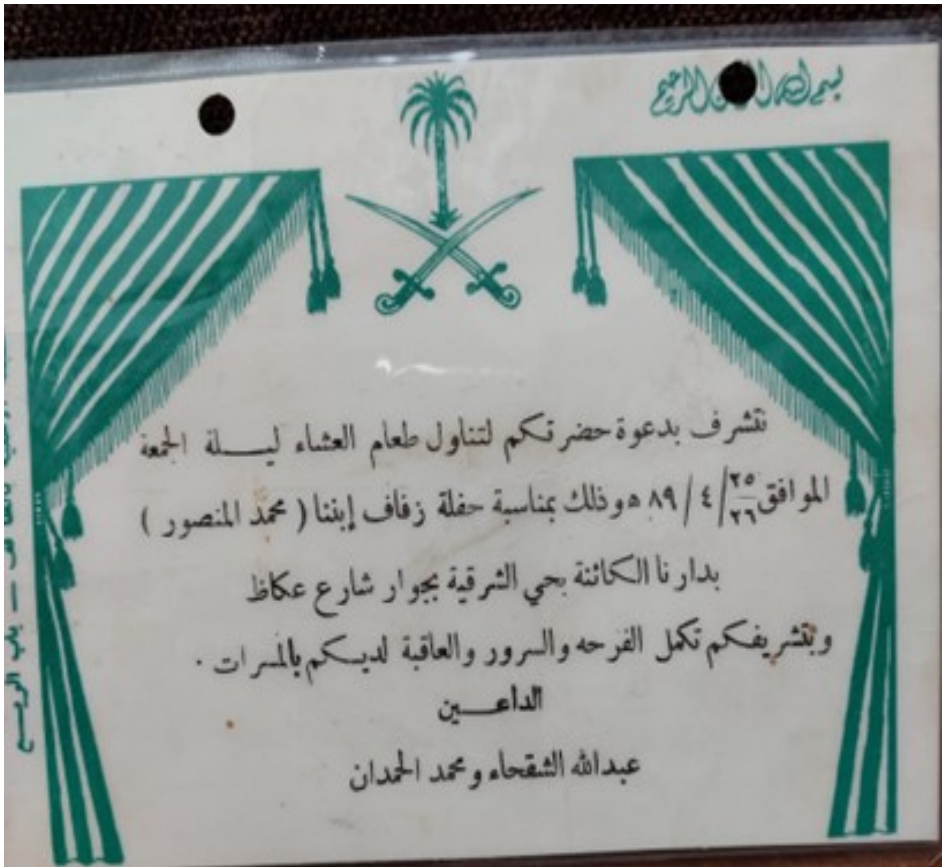 بسم الله الرحمن الرحيم
نتشرف بدعوة حضرتكم لتناول طعام العشاء ليلة الجمعة
الموافق ٢٥/٢٦/٤/٨٩ ه وذلك بمناسبة حفلة زفاف إبننا ( محمد المنصور )
بدارنا الكائنة بحي الشرقية بجوار شارع عكاظ
وبتشريفكم تكمل الفرحه والسرور والعاقبة لديكم بالمسرات .
الداعين
عبدالله الشقحاء و محمد الحمدان